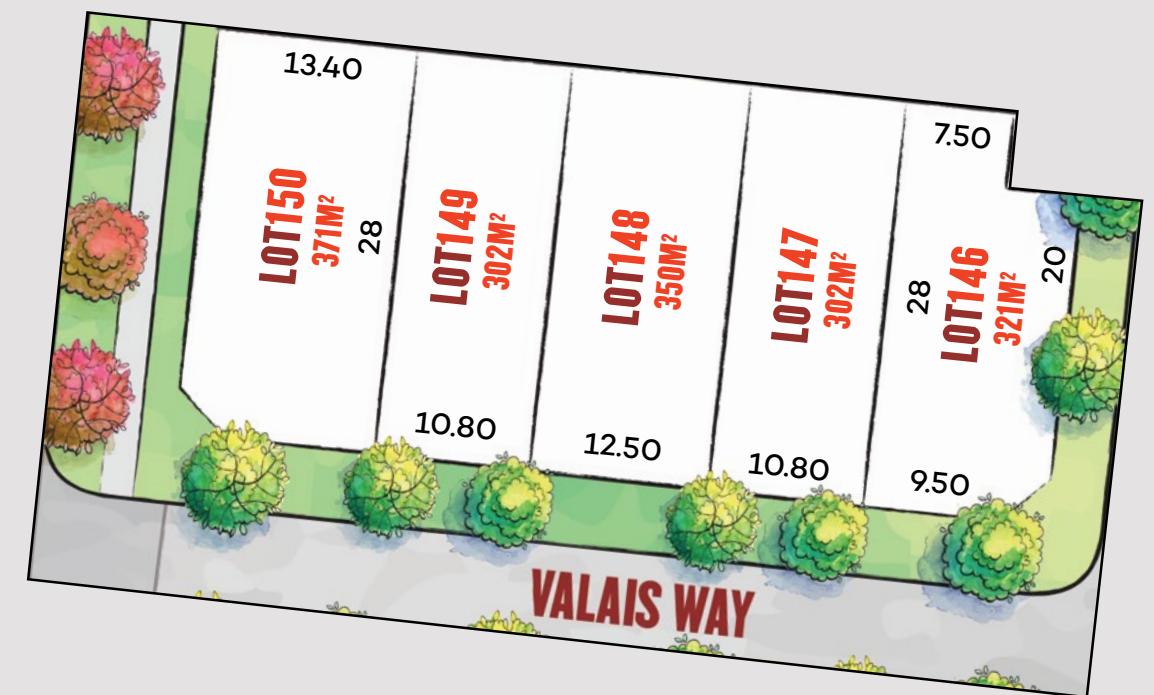 13.40
LOT150
371M²
28
LOT149
302M²
10.80
LOT148
350M²
12.50
LOT147
302M²
10.80
7.50
28
LOT146
321M²
20
9.50
VALAIS WAY